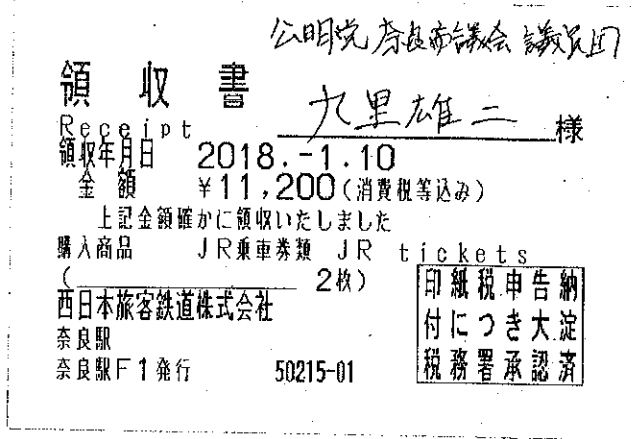 公明党奈良市議会 議員団
領収書
九里雄二 様
Receipt
領収年月日 2018.-1.10
金額 ¥11,200(消費税等込み)
上記金額確かに領収いたしました
購入商品 JR乗車券類 JR tickets
( 2枚)
西日本旅客鉄道株式会社
奈良駅
奈良駅F1発行 50215-01
印紙税申告納
付につき大淀
税務署承認済